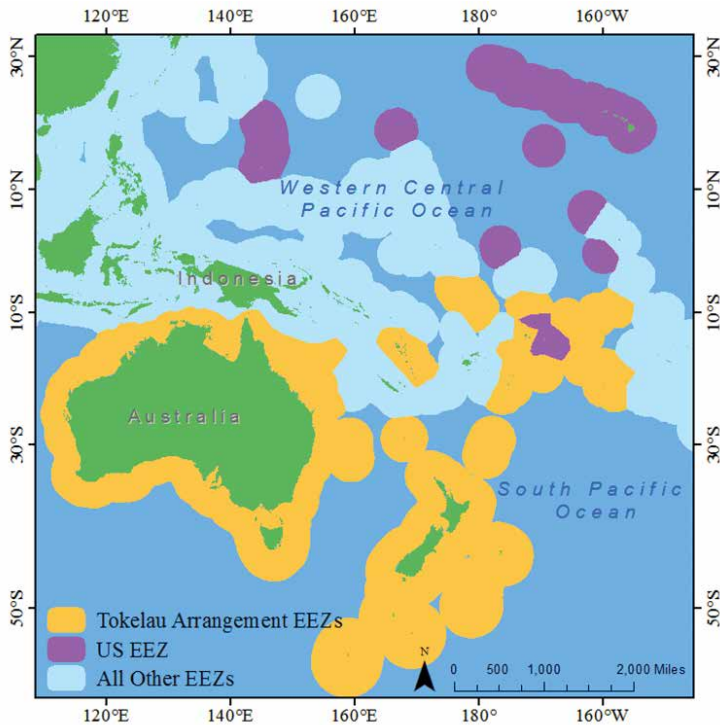 120°E 140°E 160°E 180° 160°W
30°N 30°N
10°N 10°N
Western Central
Pacific Ocean
Indonesia
10°S 10°S
Australia
30°S 30°S
South Pacific
Ocean
50°S 50°S
Tokelau Arrangement EEZs
US EEZ
All Other EEZs
N
0 500 1,000 2,000 Miles
120°E 140°E 160°E 180° 160°W